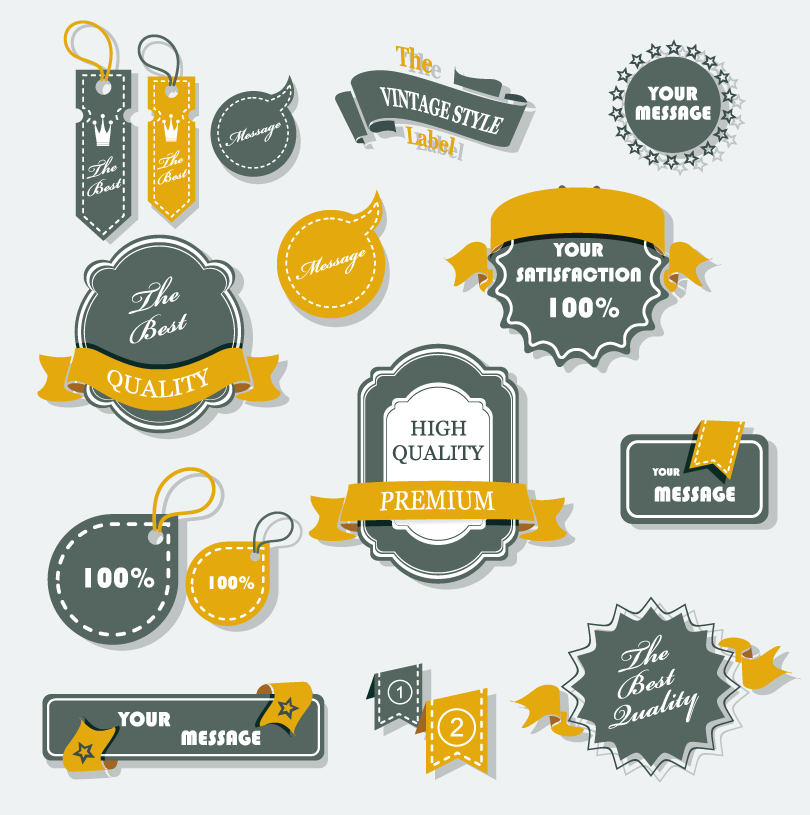 The
Best
The
Best
Message
The
VINTAGE STYLE
Label
YOUR
MESSAGE
The
Best
QUALITY
Message
YOUR
SATISFACTION
100%
HIGH
QUALITY
PREMIUM
YOUR
MESSAGE
100%
100%
YOUR
MESSAGE
1
2
The
Best
Quality